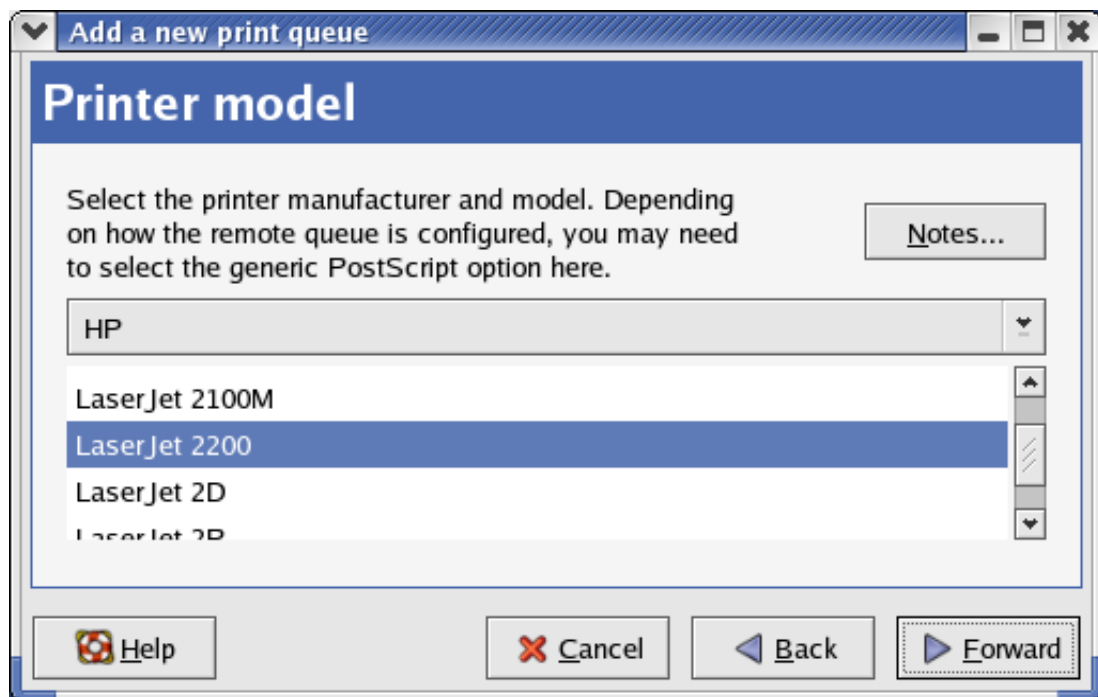 Add a new print queue
Printer model
Select the printer manufacturer and model. Depending
on how the remote queue is configured, you may need
to select the generic PostScript option here.
Notes...
HP
LaserJet 2100M
LaserJet 2200
LaserJet 2D
LaserJet
Help
Cancel
Back
Forward